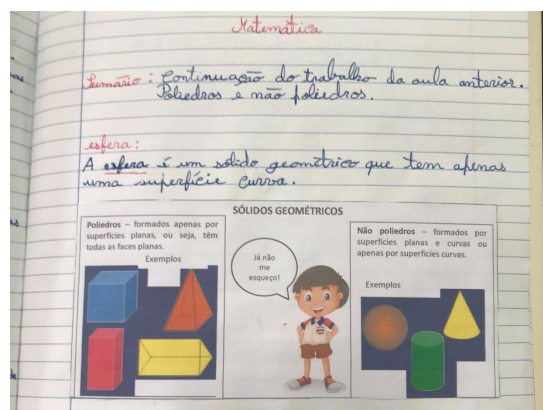 Matemática
Sumário: Continuação do trabalho da aula anterior.
Poliedros e não poliedros.
esfera:
A esfera é um sólido geométrico que tem apenas
uma superfície curva.
SÓLIDOS GEOMÉTRICOS
Poliedros – formados apenas por
superfícies planas, ou seja, têm
todas as faces planas.
Exemplos
Já não
me
esqueço!
Não poliedros – formados por
superfícies planas e curvas ou
apenas por superfícies curvas.
Exemplos